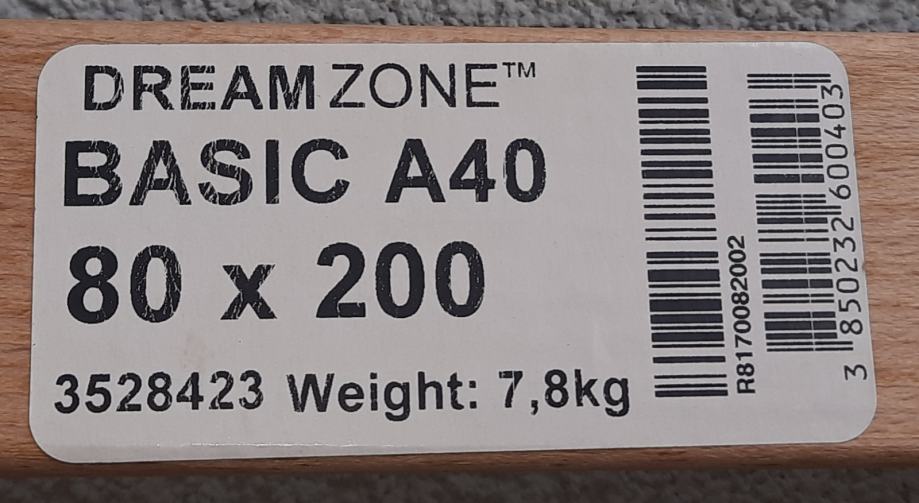 DREAMZONE™
BASIC A40
80 x 200
3528423 Weight: 7,8kg
R8170082002
3 850232 600403